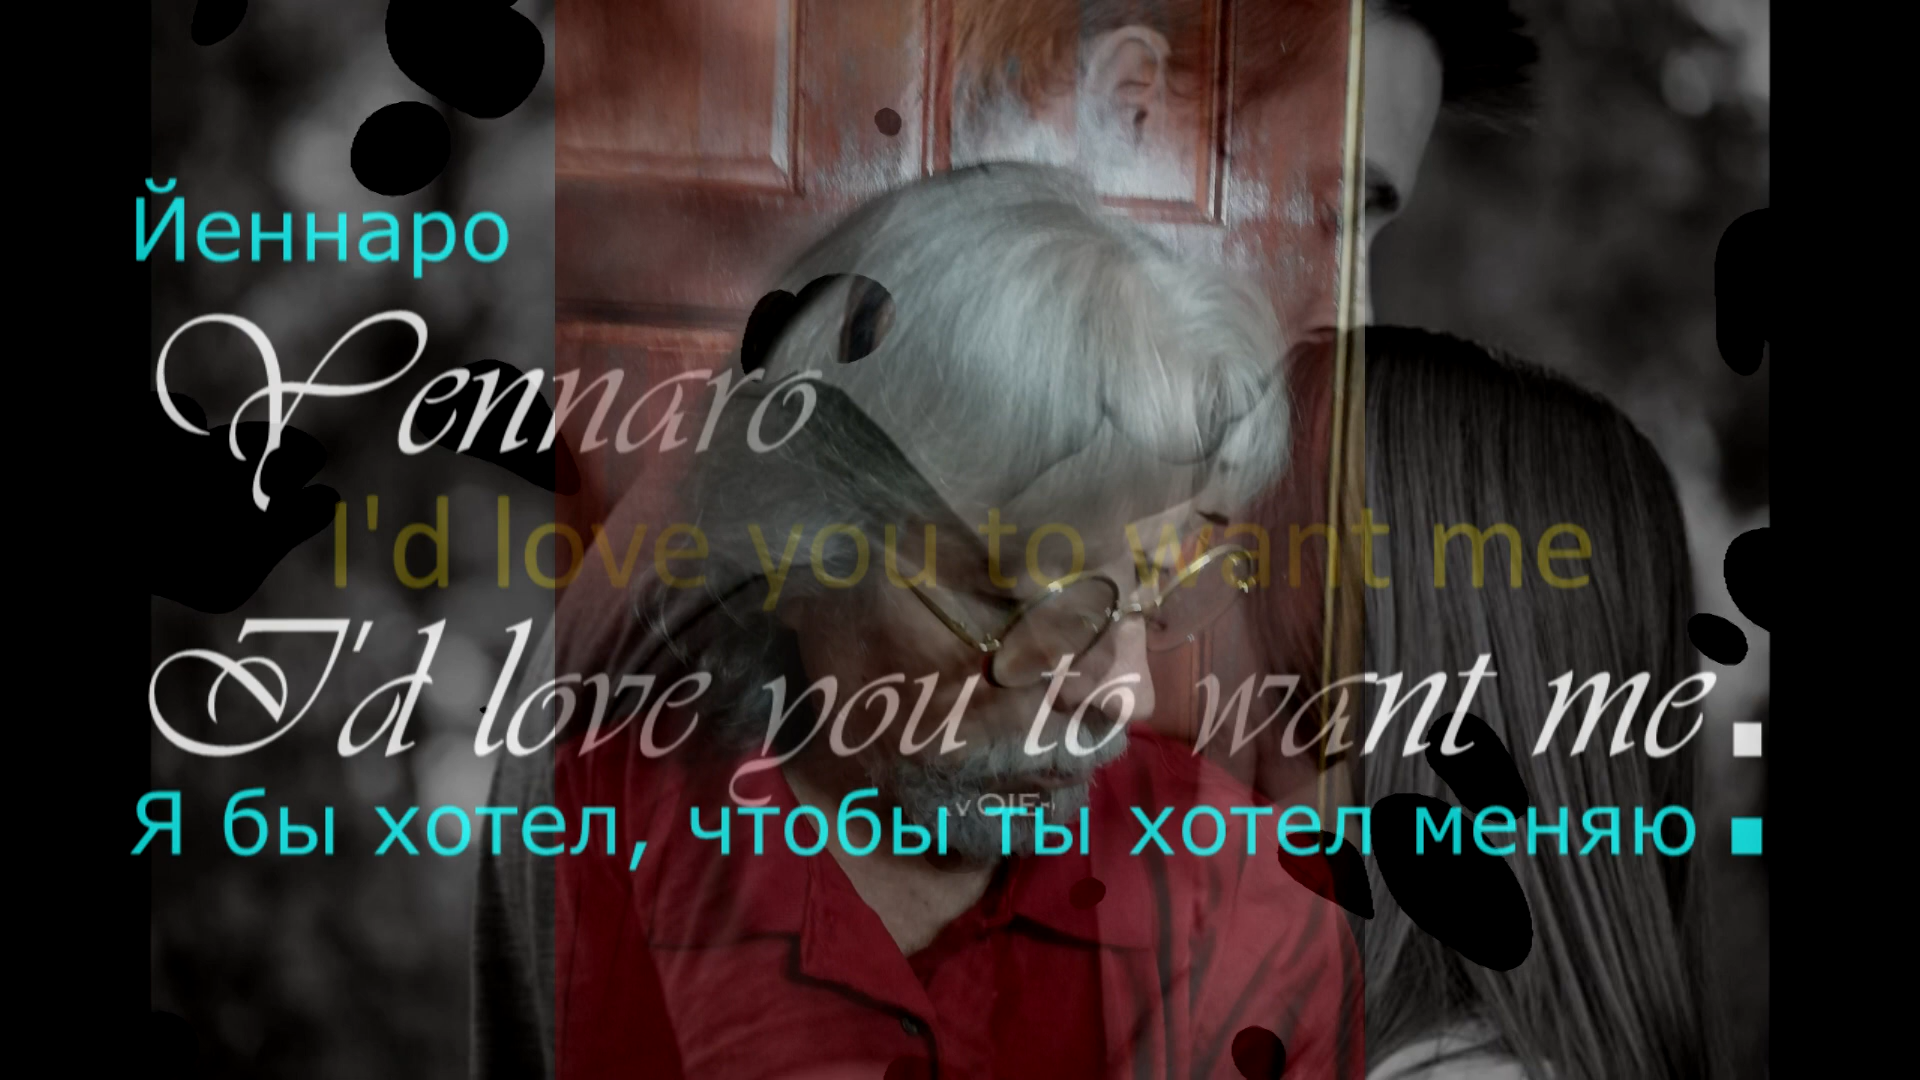 Йеннаро
Yennaro
I'd love you to want me
I'd love you to want me.
Я бы хотел, чтобы ты хотел меняю.